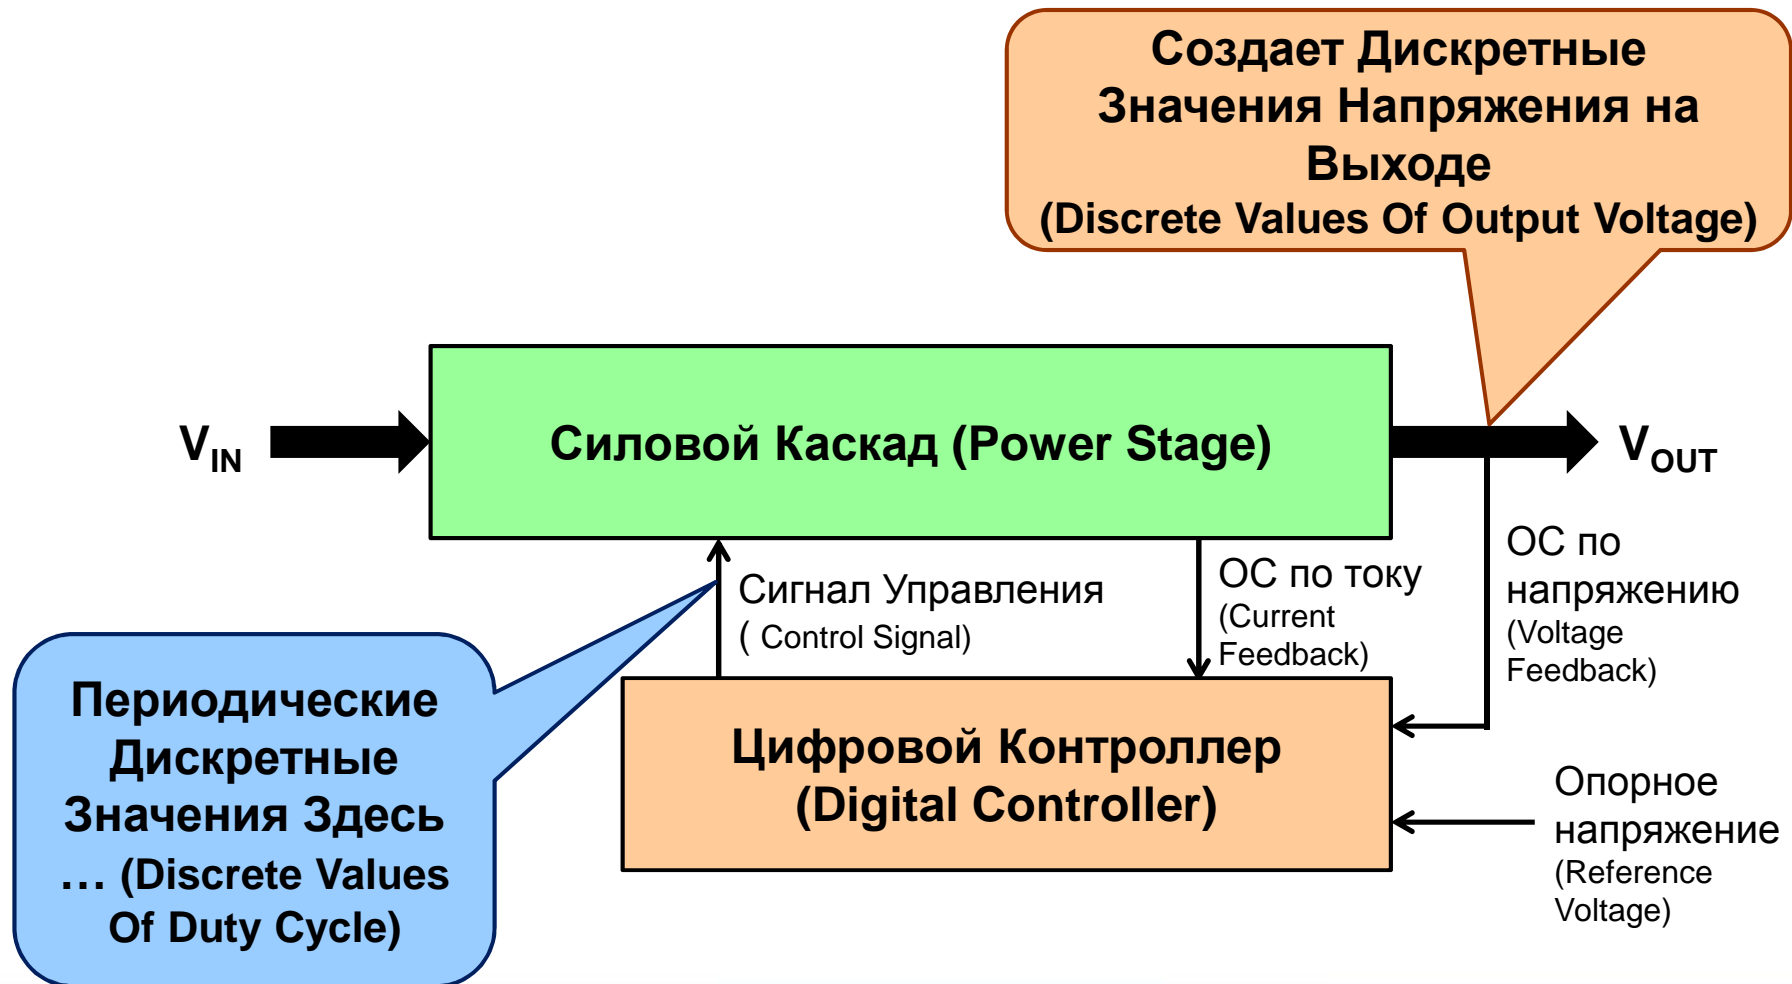 Создает Дискретные
Значения Напряжения на
Выходе
(Discrete Values Of Output Voltage)
V_IN
Силовой Каскад (Power Stage)
V_OUT
Сигнал Управления
( Control Signal)
ОС по току
(Current
Feedback)
ОС по
напряжению
(Voltage
Feedback)
Периодические
Дискретные
Значения Здесь
... (Discrete Values
Of Duty Cycle)
Цифровой Контроллер
(Digital Controller)
Опорное
напряжение
(Reference
Voltage)